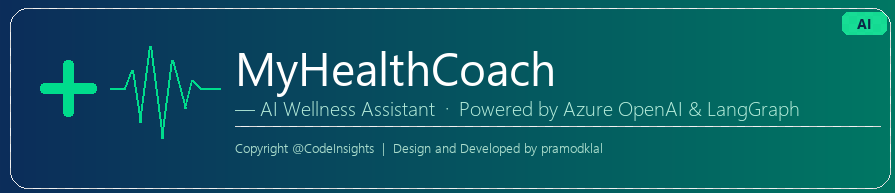 AI
MyHealthCoach
— AI Wellness Assistant · Powered by Azure OpenAI & LangGraph
Copyright @CodeInsights | Design and Developed by pramodklal